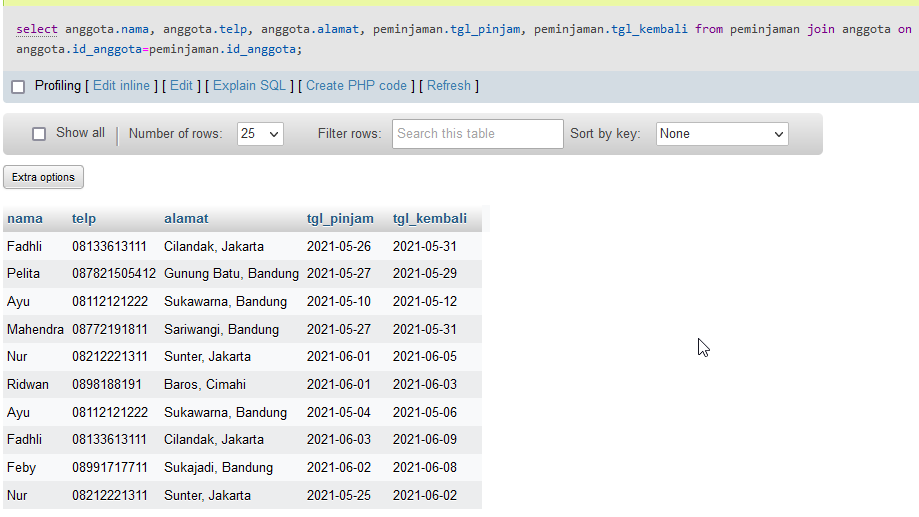 select anggota.nama, anggota.telp, anggota.alamat, peminjaman.tgl_pinjam, peminjaman.tgl_kembali from peminjaman join anggota on
anggota.id_anggota=peminjaman.id_anggota;
Profiling [ Edit inline ] [ Edit ] [ Explain SQL ] [ Create PHP code ] [ Refresh ]
Show all Number of rows: 25 Filter rows: Search this table Sort by key: None
Extra options
nama telp alamat tgl_pinjam tgl_kembali
Fadhli 08133613111 Cilandak, Jakarta 2021-05-26 2021-05-31
Pelita 087821505412 Gunung Batu, Bandung 2021-05-27 2021-05-29
Ayu 08112121222 Sukawarna, Bandung 2021-05-10 2021-05-12
Mahendra 08772191811 Sariwangi, Bandung 2021-05-27 2021-05-31
Nur 08212221311 Sunter, Jakarta 2021-06-01 2021-06-05
Ridwan 0898188191 Baros, Cimahi 2021-06-01 2021-06-03
Ayu 08112121222 Sukawarna, Bandung 2021-05-04 2021-05-06
Fadhli 08133613111 Cilandak, Jakarta 2021-06-03 2021-06-09
Feby 08991717711 Sukajadi, Bandung 2021-06-02 2021-06-08
Nur 08212221311 Sunter, Jakarta 2021-05-25 2021-06-02